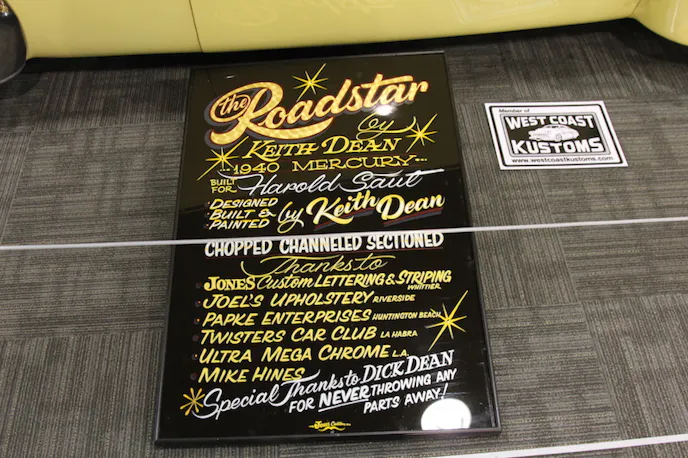 the Roadstar
by
KEITH DEAN
...1940 MERCURY...
BUILT FOR Harold Saut
• DESIGNED
• BUILT &
• PAINTED
by Keith Dean
CHOPPED CHANNELED SECTIONED
Thanks to
• JONES Custom LETTERING & STRIPING WHITTIER
• JOEL'S UPHOLSTERY RIVERSIDE
• PAPKE ENTERPRISES HUNTINGTON BEACH
• TWISTERS CAR CLUB LA HABRA
• ULTRA MEGA CHROME L.A.
• MIKE HINES
Special Thanks to DICK DEAN
FOR NEVER THROWING ANY
PARTS AWAY!
Member of
WEST COAST
KUSTOMS
www.westcoastkustoms.com